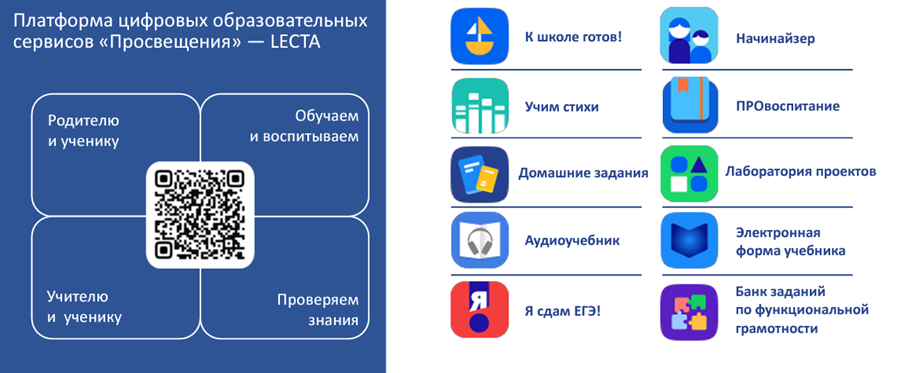 Платформа цифровых образовательных
сервисов «Просвещения» — LECTA
Родителю
и ученику
Обучаем
и воспитываем
Учителю
и ученику
Проверяем
знания
К школе готов!
Учим стихи
Домашние задания
Аудиоучебник
Я
Я сдам ЕГЭ!
Начинайзер
ПРОвоспитание
Лаборатория проектов
Электронная
форма учебника
Банк заданий
по функциональной
грамотности